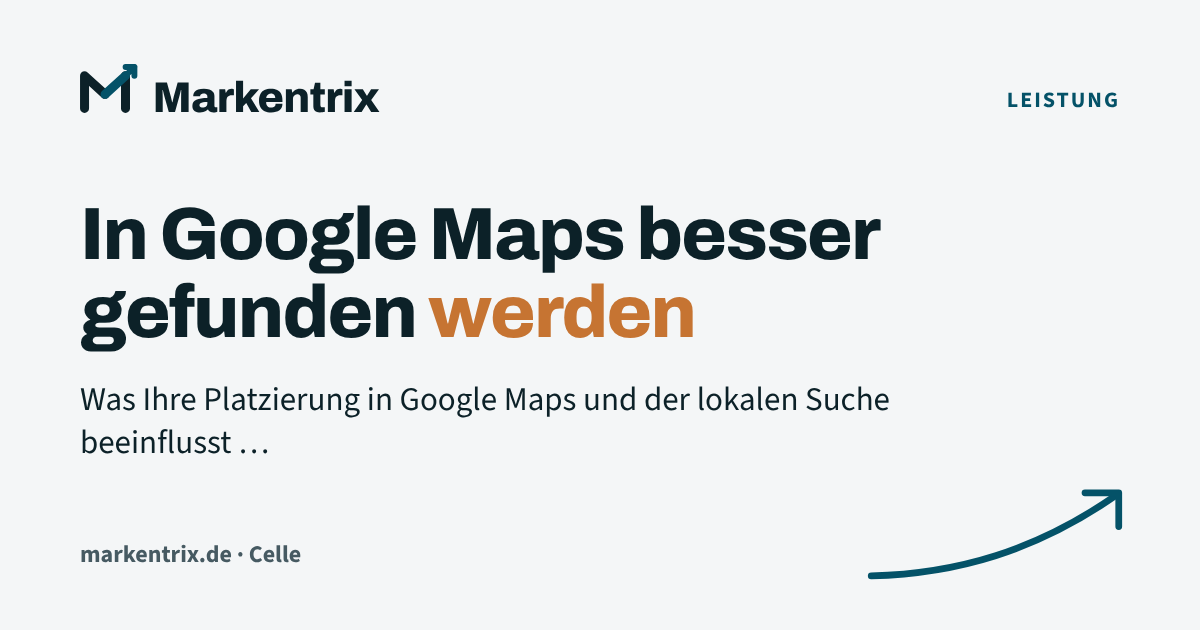 Markentrix
LEISTUNG
In Google Maps besser
gefunden werden
Was Ihre Platzierung in Google Maps und der lokalen Suche
beeinflusst …
markentrix.de · Celle